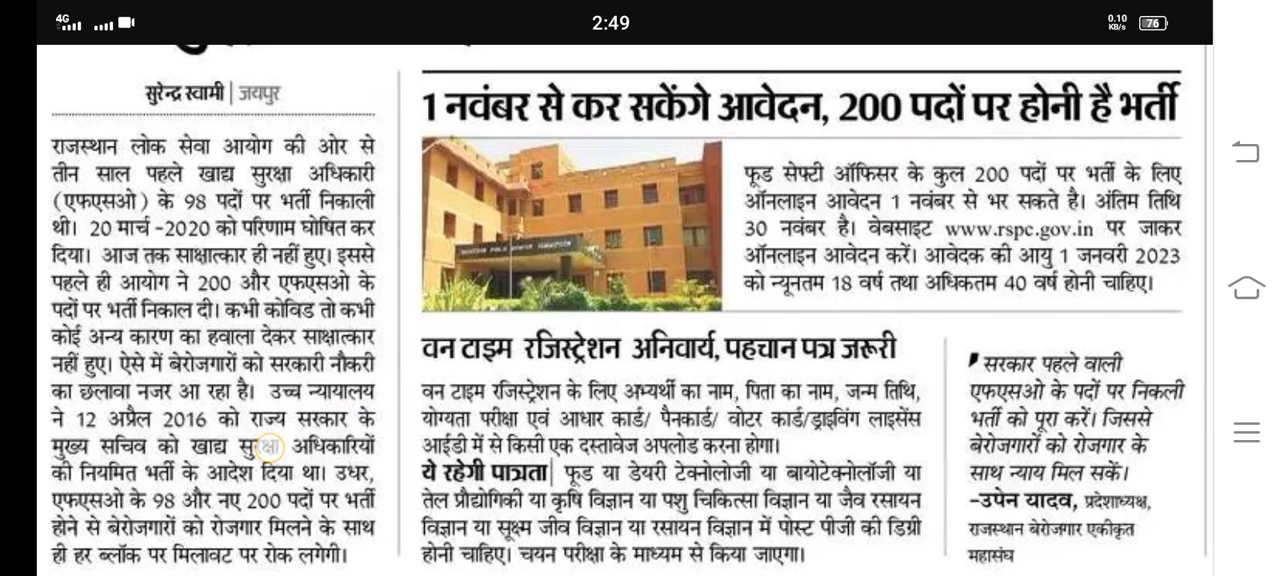 4G
2:49
0.10
KB/s
76
सुरेन्द्र स्वामी | जयपुर
राजस्थान लोक सेवा आयोग की ओर से
तीन साल पहले खाद्य सुरक्षा अधिकारी
(एफएसओ) के 98 पदों पर भर्ती निकाली
थी। 20 मार्च -2020 को परिणाम घोषित कर
दिया। आज तक साक्षात्कार ही नहीं हुए। इससे
पहले ही आयोग ने 200 और एफएसओ के
पदों पर भर्ती निकाल दी। कभी कोविड तो कभी
कोई अन्य कारण का हवाला देकर साक्षात्कार
नहीं हुए। ऐसे में बेरोजगारों को सरकारी नौकरी
का छलावा नजर आ रहा है। उच्च न्यायालय
ने 12 अप्रैल 2016 को राज्य सरकार के
मुख्य सचिव को खाद्य सुरक्षा अधिकारियों
की नियमित भर्ती के आदेश दिया था। उधर,
एफएसओ के 98 और नए 200 पदों पर भर्ती
होने से बेरोजगारों को रोजगार मिलने के साथ
ही हर ब्लॉक पर मिलावट पर रोक लगेगी।
1 नवंबर से कर सकेंगे आवेदन, 200 पदों पर होनी है भर्ती
फूड सेफ्टी ऑफिसर के कुल 200 पदों पर भर्ती के लिए
ऑनलाइन आवेदन 1 नवंबर से भर सकते है। अंतिम तिथि
30 नवंबर है। वेबसाइट www.rspc.gov.in पर जाकर
ऑनलाइन आवेदन करें। आवेदक की आयु 1 जनवरी 2023
को न्यूनतम 18 वर्ष तथा अधिकतम 40 वर्ष होनी चाहिए।
वन टाइम रजिस्ट्रेशन अनिवार्य, पहचान पत्र जरूरी
वन टाइम रजिस्ट्रेशन के लिए अभ्यर्थी का नाम, पिता का नाम, जन्म तिथि,
योग्यता परीक्षा एवं आधार कार्ड/ पैनकार्ड/ वोटर कार्ड/ड्राइविंग लाइसेंस
आईडी में से किसी एक दस्तावेज अपलोड करना होगा।
ये रहेगी पात्रता | फूड या डेयरी टेक्नोलोजी या बायोटेक्नोलॉजी या
तेल प्रौद्योगिकी या कृषि विज्ञान या पशु चिकित्सा विज्ञान या जैव रसायन
विज्ञान या सूक्ष्म जीव विज्ञान या रसायन विज्ञान में पोस्ट पीजी की डिग्री
होनी चाहिए। चयन परीक्षा के माध्यम से किया जाएगा।
सरकार पहले वाली
एफएसओ के पदों पर निकली
भर्ती को पूरा करें। जिससे
बेरोजगारों को रोजगार के
साथ न्याय मिल सकें।
-उपेन यादव, प्रदेशाध्यक्ष,
राजस्थान बेरोजगार एकीकृत
महासंघ